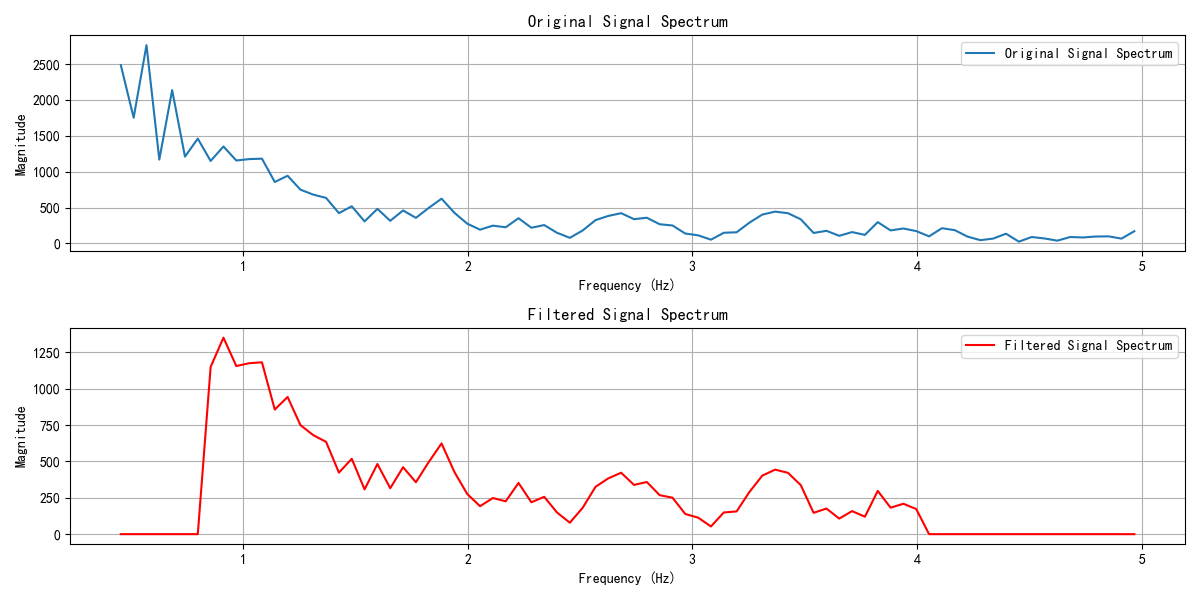 Original Signal Spectrum
Original Signal Spectrum
Magnitude
2500
2000
1500
1000
500
0
1 2 3 4 5
Frequency (Hz)
Filtered Signal Spectrum
Filtered Signal Spectrum
Magnitude
1250
1000
750
500
250
0
1 2 3 4 5
Frequency (Hz)